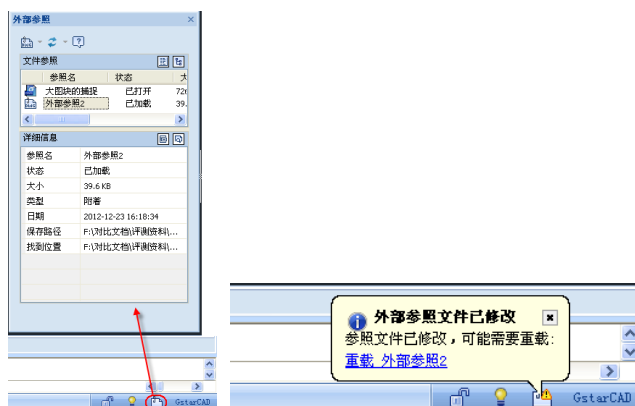 外部参照
文件参照
参照名 状态 大
大图块的捕捉 已打开 72
外部参照2 已加载 39.
详细信息
参照名 外部参照2
状态 已加载
大小 39.6 KB
类型 附着
日期 2012-12-23 16:18:34
保存路径 F:\对比文档\评测资料\...
找到位置 F:\对比文档\评测资料\...
GstarCAD
外部参照文件已修改
参照文件已修改，可能需要重载:
重载 外部参照2
GstarCAD